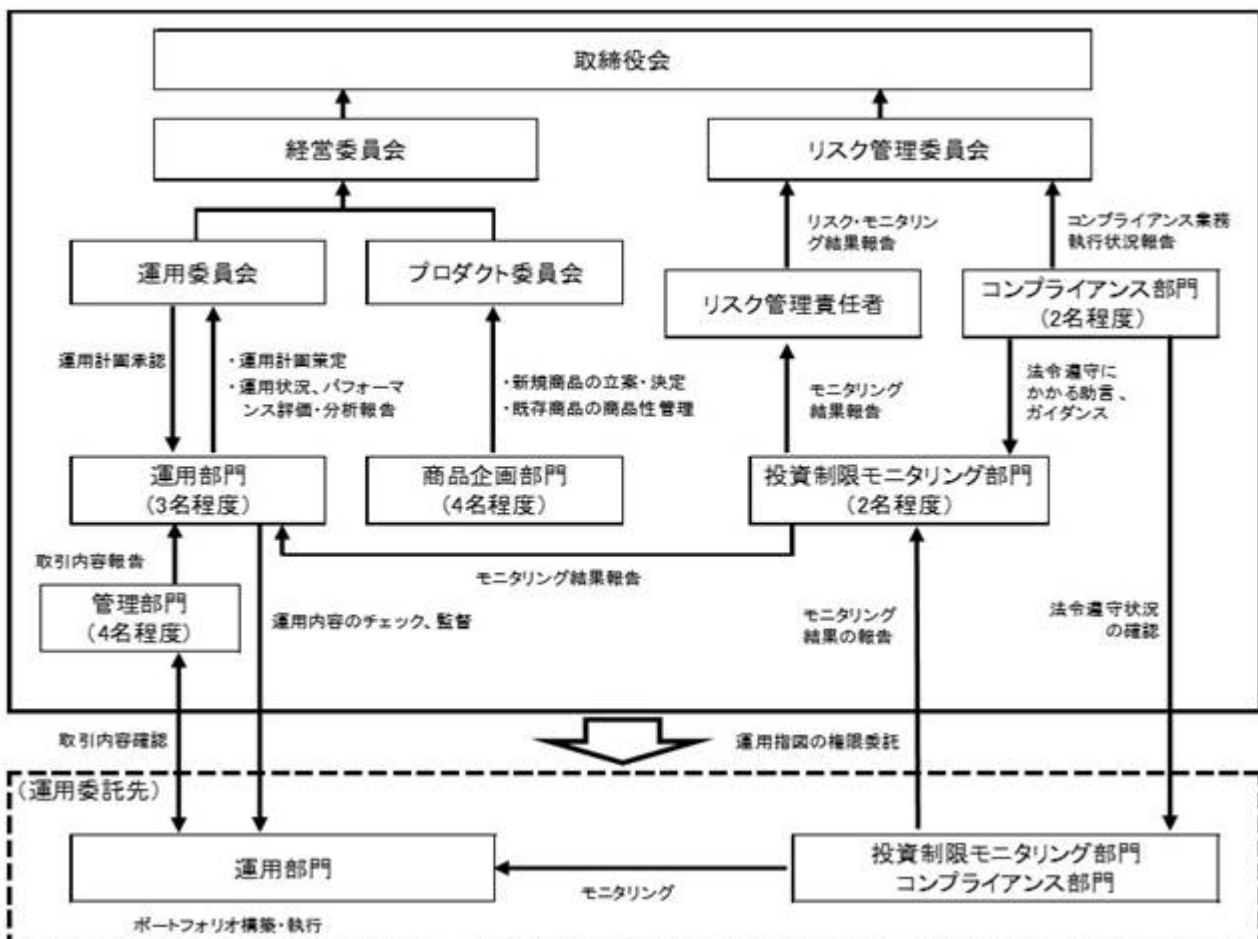 取締役会
経営委員会
リスク管理委員会
リスク・モニタリン
グ結果報告
コンプライアンス業務
執行状況報告
運用委員会
プロダクト委員会
リスク管理責任者
コンプライアンス部門
(2名程度)
運用計画承認
・運用計画策定
・運用状況、パフォーマ
ンス評価・分析報告
・新規商品の立案・決定
・既存商品の商品性管理
モニタリング
結果報告
法令遵守に
かかる助言、
ガイダンス
運用部門
(3名程度)
商品企画部門
(4名程度)
投資制限モニタリング部門
(2名程度)
取引内容報告
モニタリング結果報告
管理部門
(4名程度)
運用内容のチェック、監督
モニタリング
結果の報告
法令遵守状況
の確認
取引内容確認
運用指図の権限委託
(運用委託先)
運用部門
モニタリング
投資制限モニタリング部門
コンプライアンス部門
ポートフォリオ構築・執行